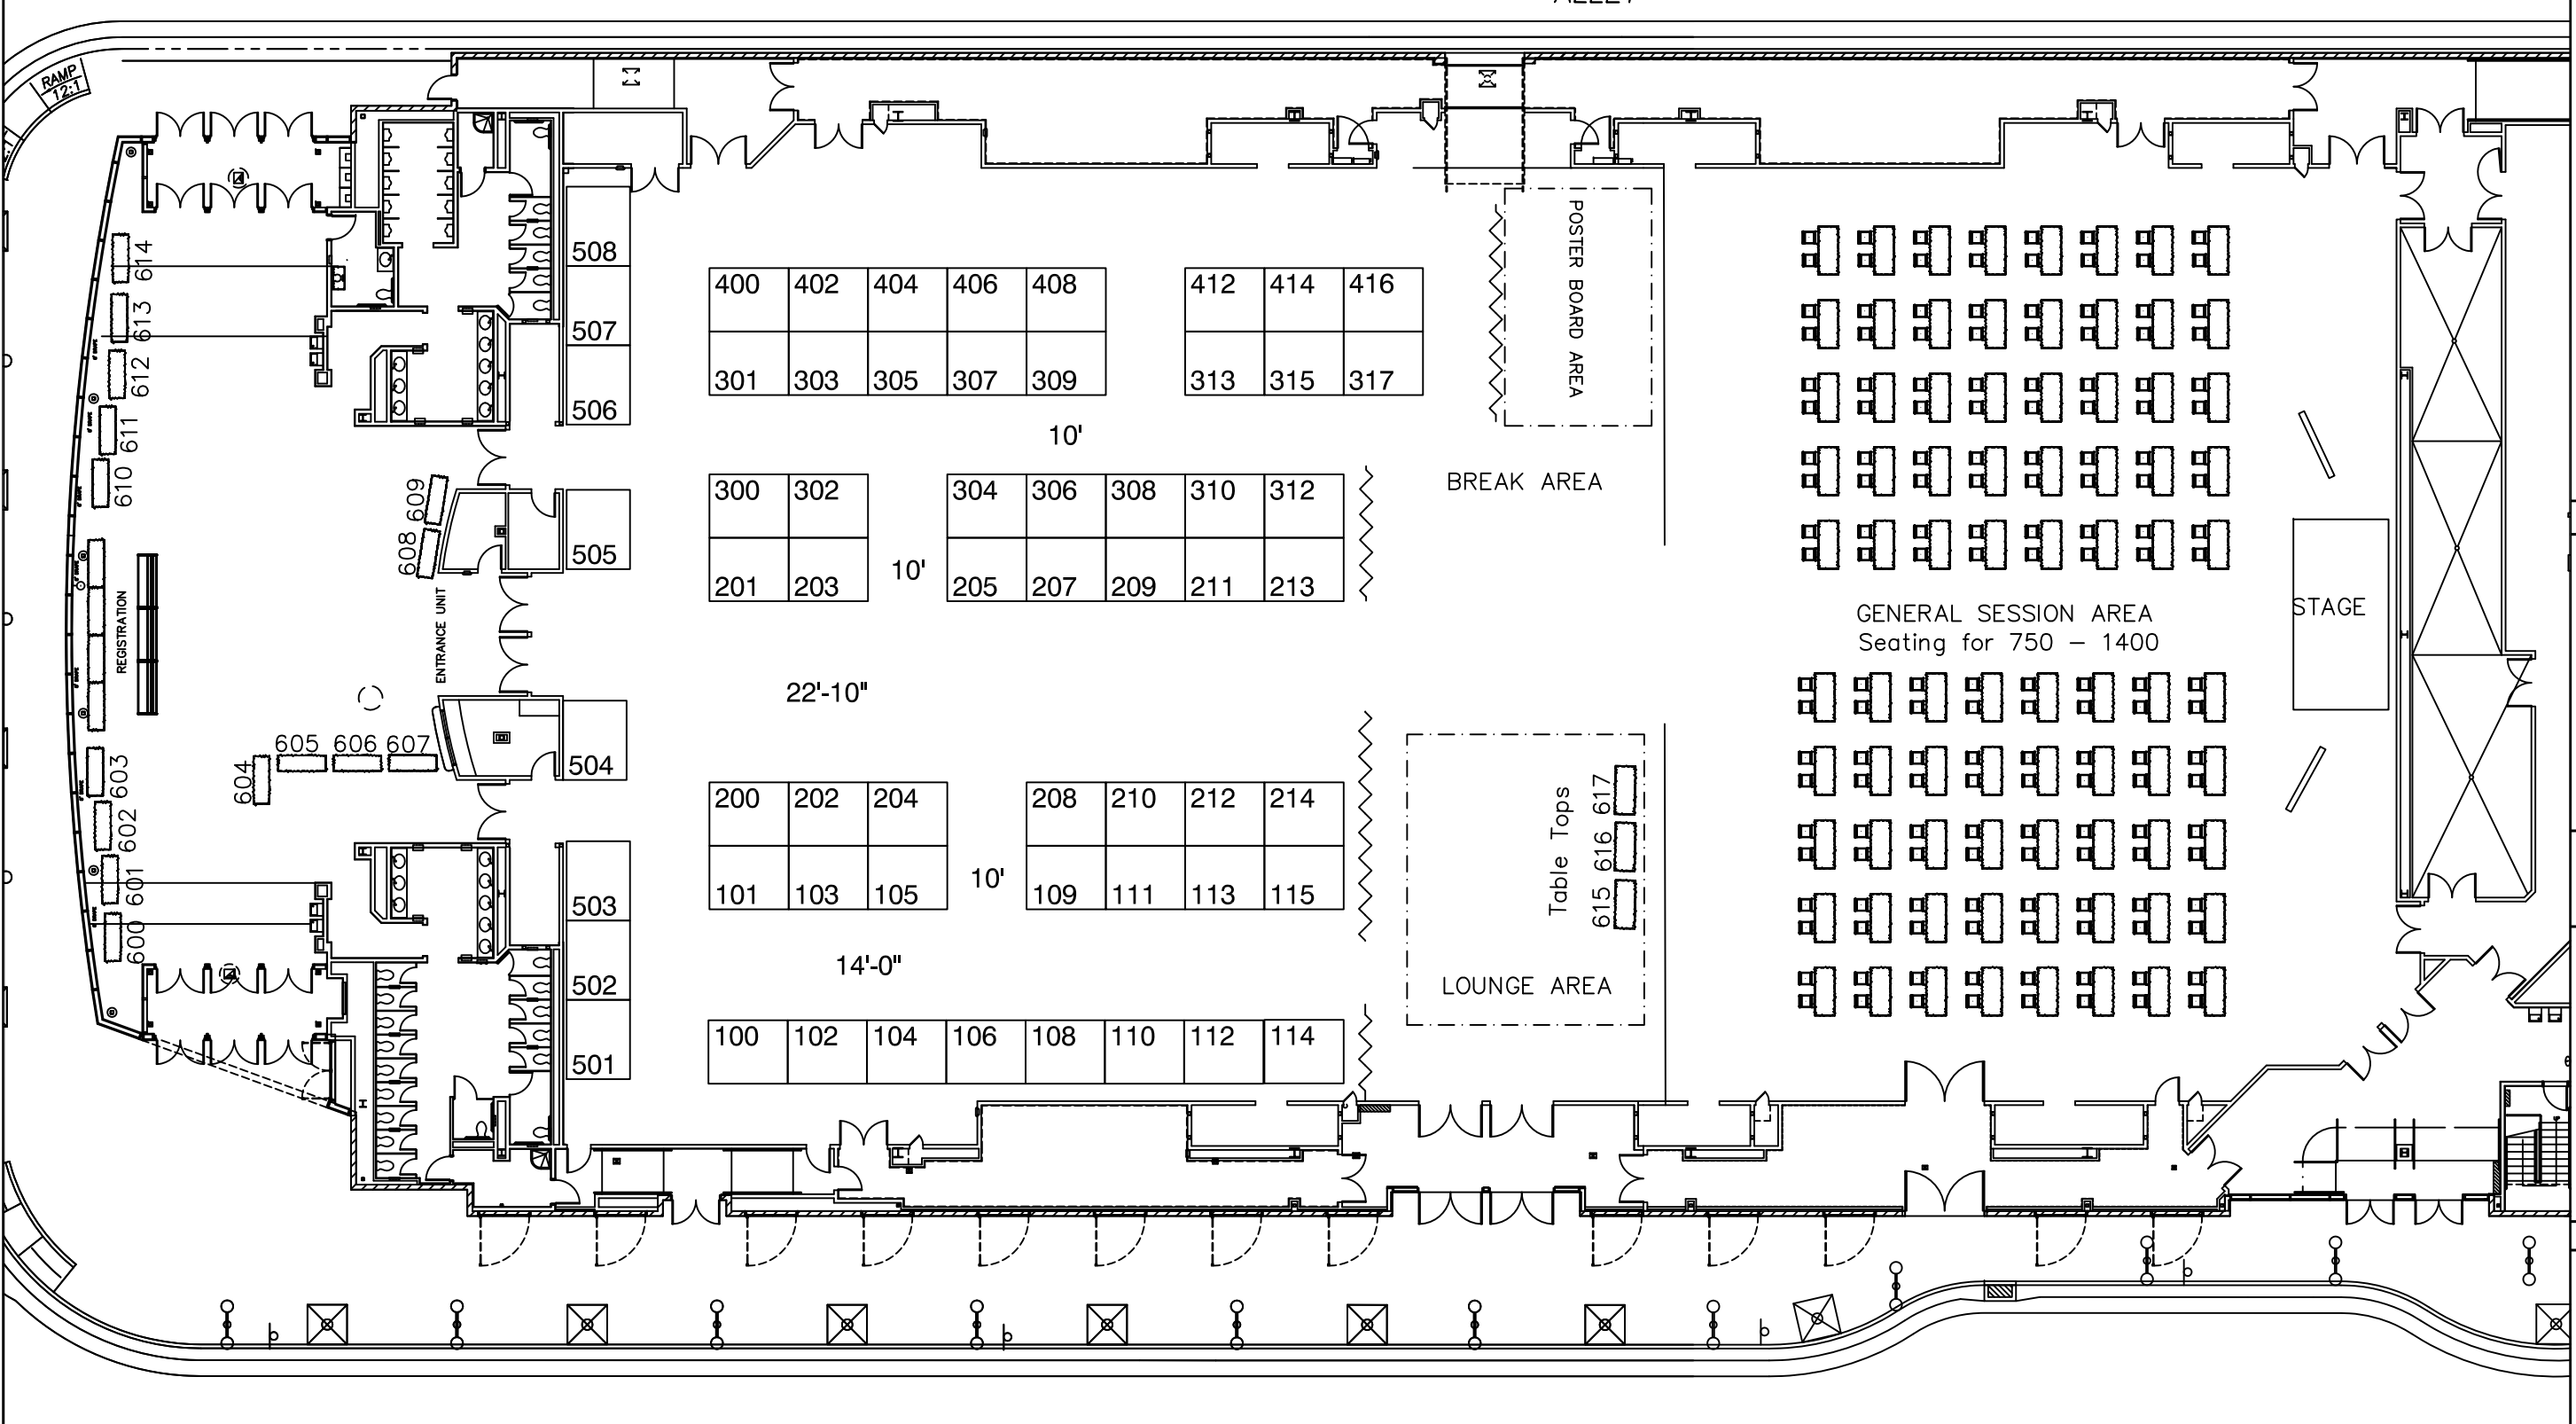 RAMP
12:1
614
613
612
611
610
609
608
REGISTRATION
ENTRANCE UNIT
605 606 607
604
603
602
601
600
508
507
506
505
504
503
502
501
400 402 404 406 408
412 414 416
301 303 305 307 309
313 315 317
10'
300 302
304 306 308 310 312
201 203
10'
205 207 209 211 213
22'-10"
200 202 204
208 210 212 214
101 103 105
10'
109 111 113 115
14'-0"
100 102 104 106 108 110 112 114
POSTER BOARD AREA
BREAK AREA
Table Tops
615 616 617
LOUNGE AREA
GENERAL SESSION AREA
Seating for 750 – 1400
STAGE